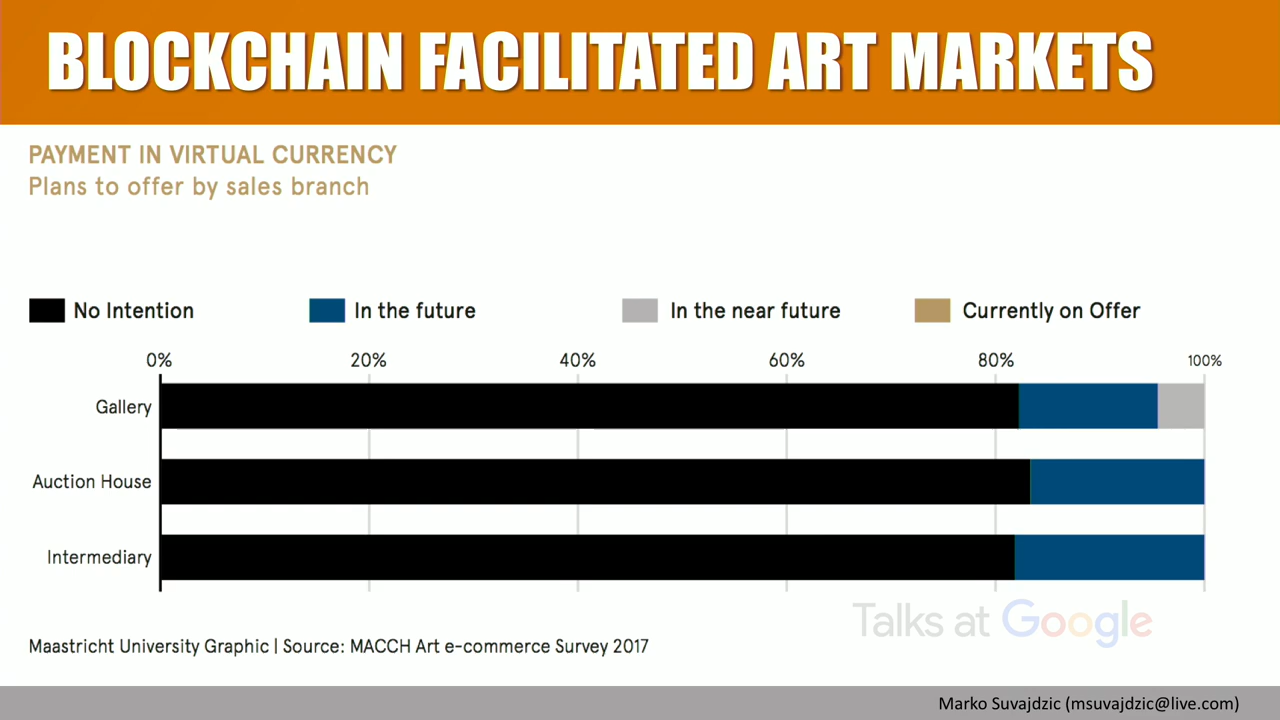 BLOCKCHAIN FACILITATED ART MARKETS
PAYMENT IN VIRTUAL CURRENCY
Plans to offer by sales branch
No Intention In the future In the near future Currently on Offer
0% 20% 40% 60% 80% 100%
Gallery
Auction House
Intermediary
Talks at Google
Maastricht University Graphic | Source: MACCH Art e-commerce Survey 2017
Marko Suvajdzic (msuvajdzic@live.com)